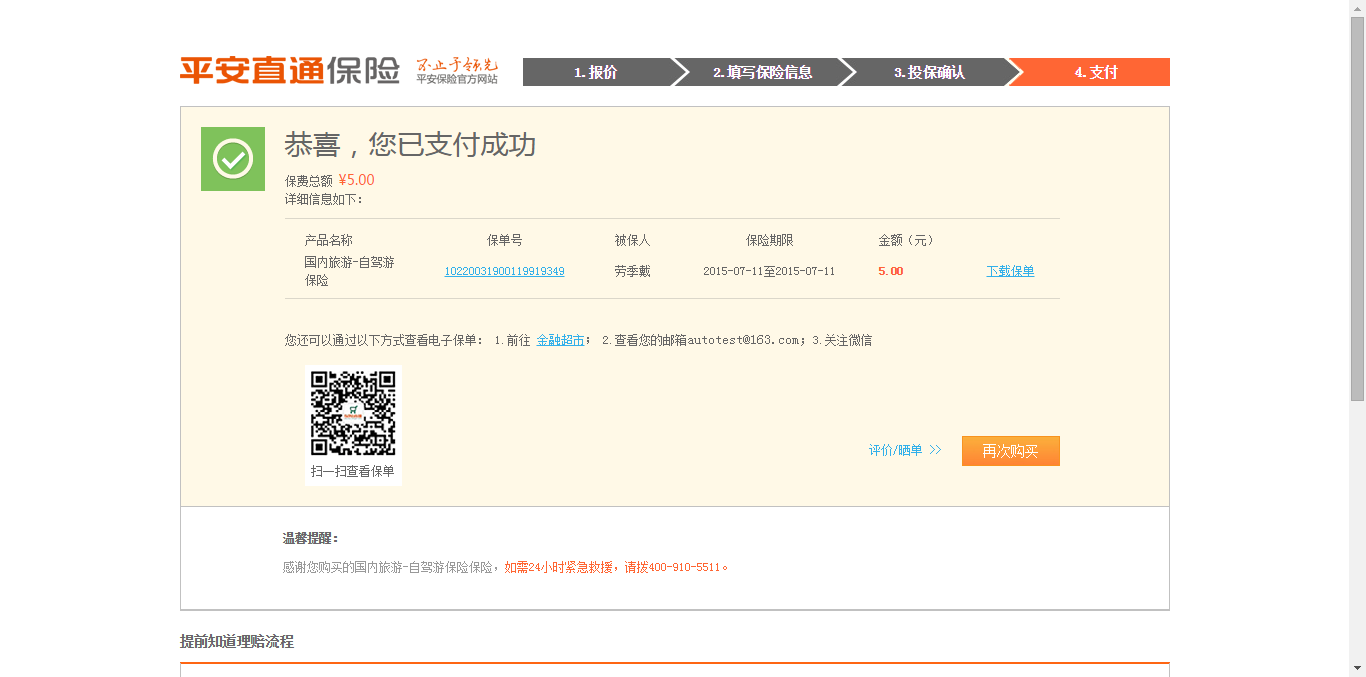 平安直通保险
不止于领先
平安保险官方网站
1.报价
2.填写保险信息
3.投保确认
4.支付
恭喜，您已支付成功
保费总额 ¥5.00
详细信息如下：
产品名称 保单号 被保人 保险期限 金额（元）
国内旅游-自驾游
保险
10220031900119919349 劳季戴 2015-07-11至2015-07-11 5.00 下载保单
您还可以通过以下方式查看电子保单： 1.前往 金融超市； 2.查看您的邮箱autotest@163.com；3.关注微信
扫一扫查看保单
评价/晒单 >>
再次购买
温馨提醒：
感谢您购买的国内旅游-自驾游保险保险，如需24小时紧急救援，请拨400-910-5511。
提前知道理赔流程